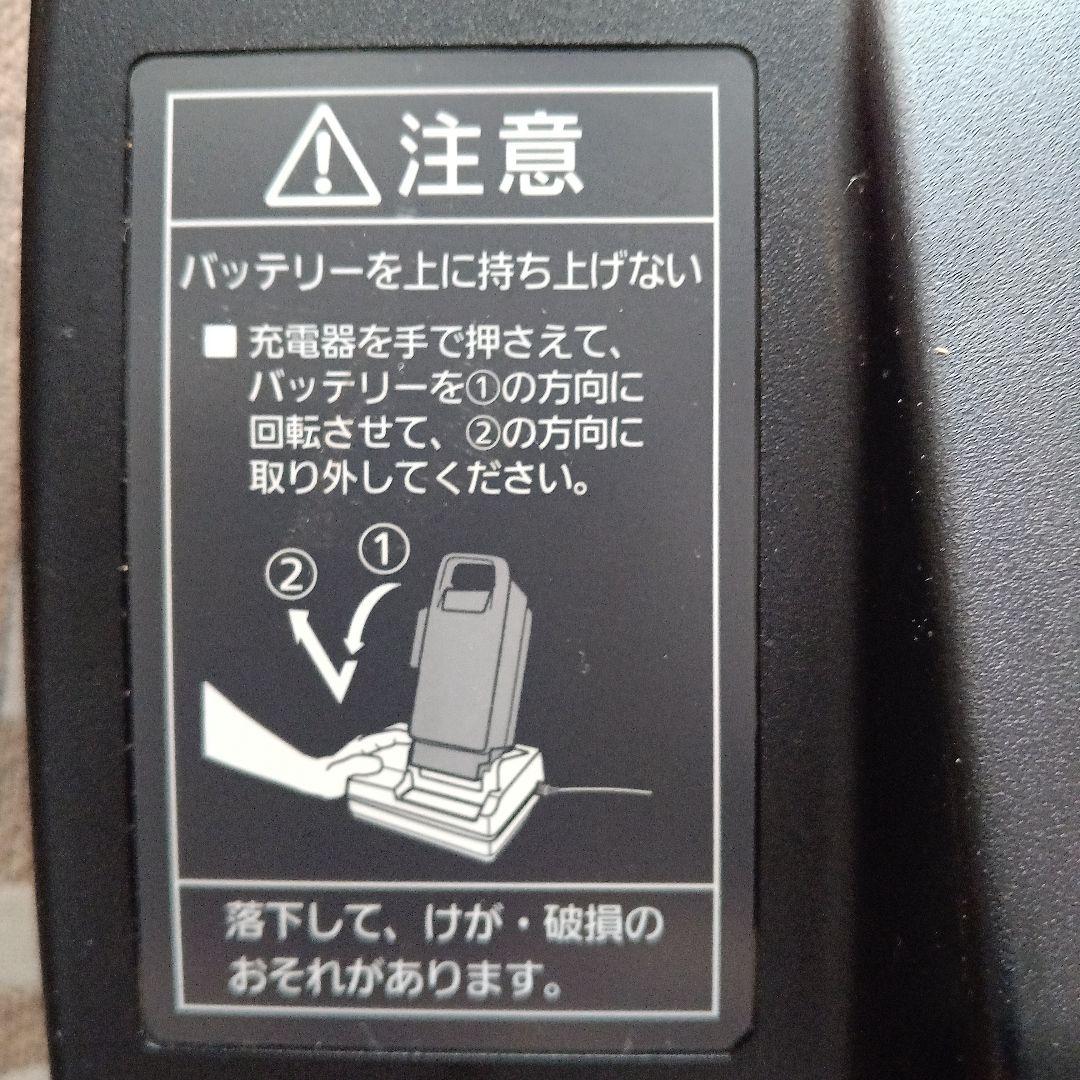 注意
バッテリーを上に持ち上げない
■ 充電器を手で押さえて、
バッテリーを①の方向に
回転させて、②の方向に
取り外してください。
① 
②
落下して、けが・破損の
おそれがあります。